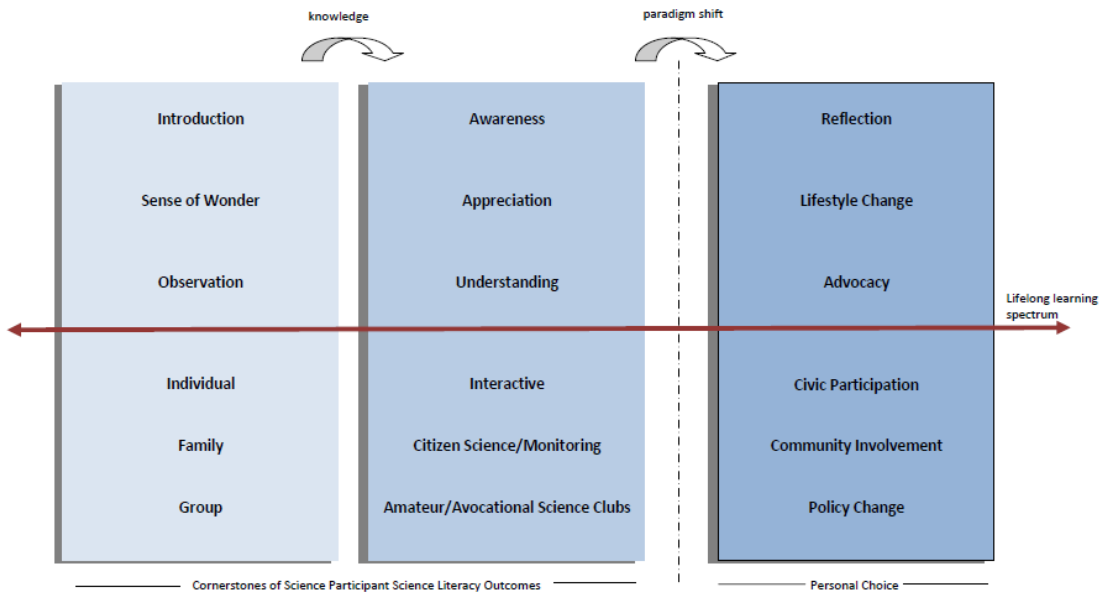 knowledge
paradigm shift
Introduction
Awareness
Reflection
Sense of Wonder
Appreciation
Lifestyle Change
Observation
Understanding
Advocacy
Lifelong learning
spectrum
Individual
Interactive
Civic Participation
Family
Citizen Science/Monitoring
Community Involvement
Group
Amateur/Avocational Science Clubs
Policy Change
Cornerstones of Science Participant Science Literacy Outcomes
Personal Choice